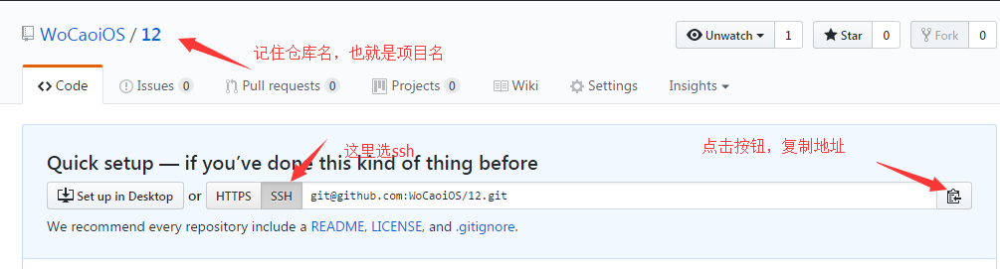 WoCaoiOS / 12
Unwatch 1 Star 0 Fork 0
记住仓库名，也就是项目名
Code Issues 0 Pull requests 0 Projects 0 Wiki Settings Insights
这里选ssh
点击按钮，复制地址
Quick setup — if you've done this kind of thing before
Set up in Desktop or HTTPS SSH git@github.com:WoCaoiOS/12.git
We recommend every repository include a README, LICENSE, and .gitignore.